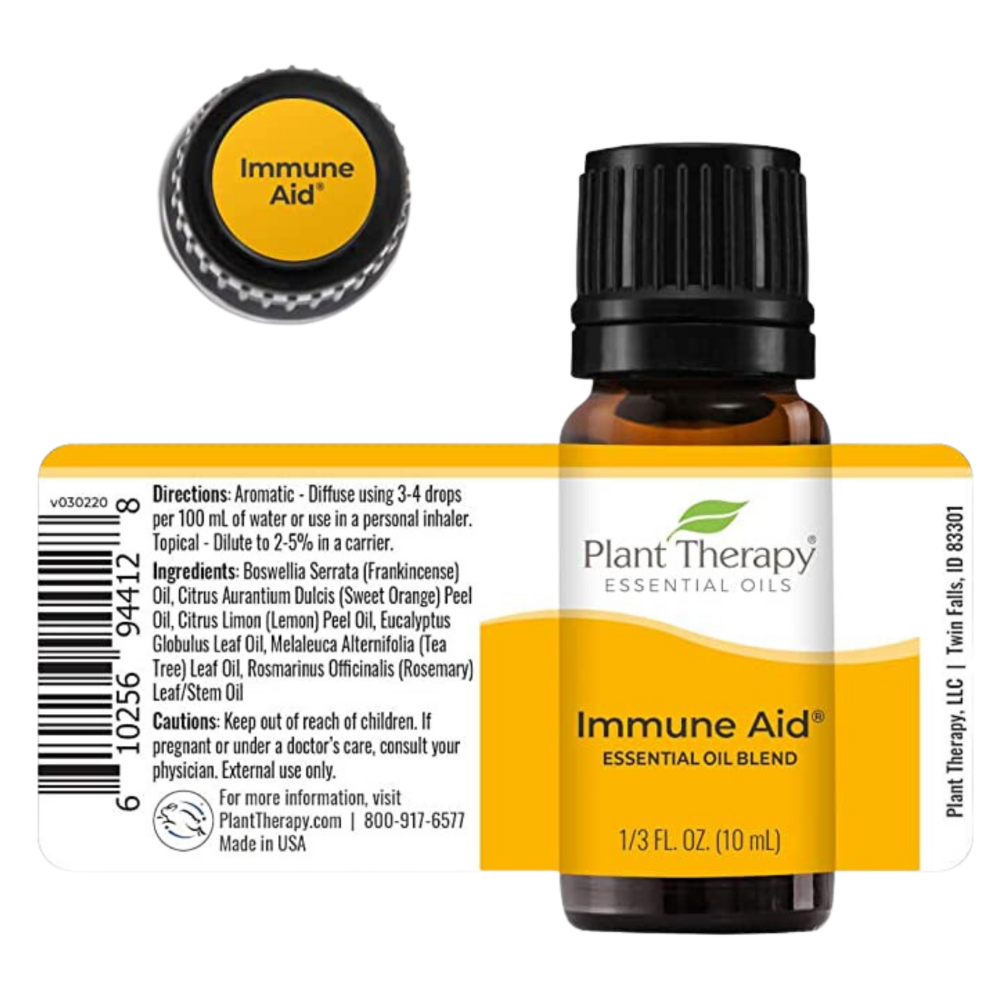 Immune
Aid®
v030220
6 10256 94412 8
Directions: Aromatic - Diffuse using 3-4 drops
per 100 mL of water or use in a personal inhaler.
Topical - Dilute to 2-5% in a carrier.
Ingredients: Boswellia Serrata (Frankincense)
Oil, Citrus Aurantium Dulcis (Sweet Orange) Peel
Oil, Citrus Limon (Lemon) Peel Oil, Eucalyptus
Globulus Leaf Oil, Melaleuca Alternifolia (Tea
Tree) Leaf Oil, Rosmarinus Officinalis (Rosemary)
Leaf/Stem Oil
Cautions: Keep out of reach of children. If
pregnant or under a doctor's care, consult your
physician. External use only.
For more information, visit
PlantTherapy.com | 800-917-6577
Made in USA
Plant Therapy®
ESSENTIAL OILS
Immune Aid®
ESSENTIAL OIL BLEND
1/3 FL. OZ. (10 mL)
Plant Therapy, LLC | Twin Falls, ID 83301